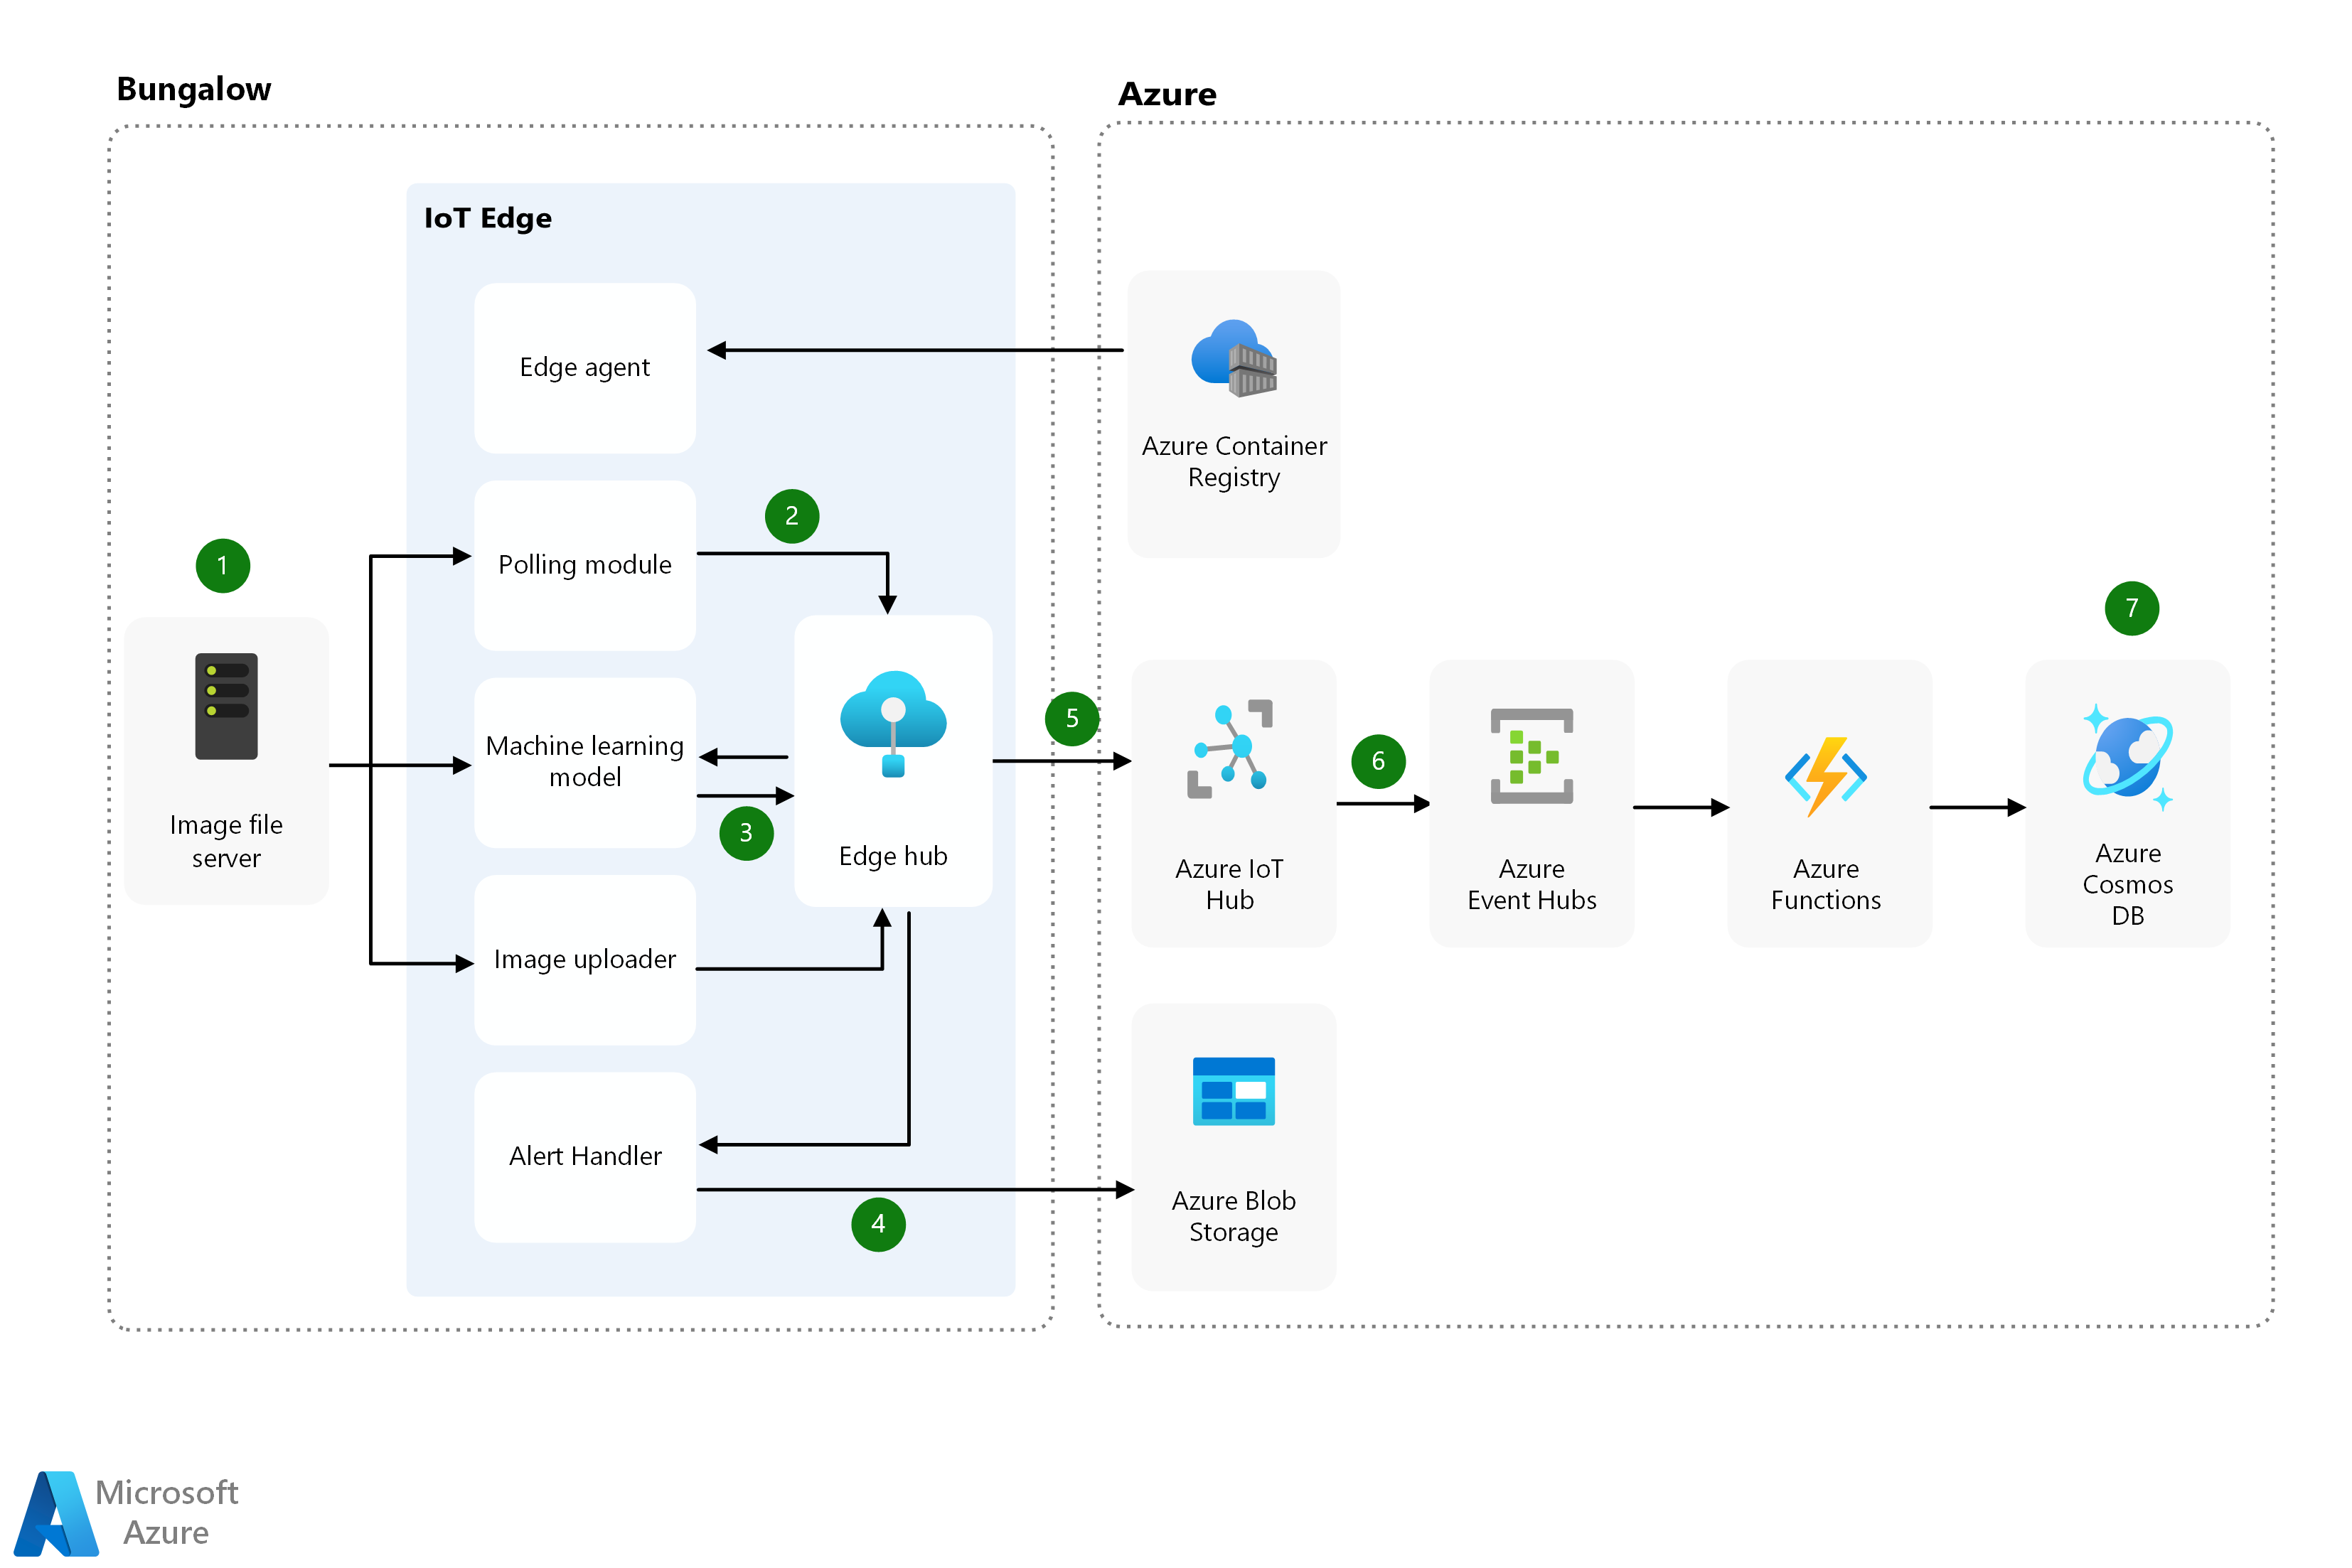 Bungalow
Azure
IoT Edge
Edge agent
Azure Container
Registry
2
Polling module
1
7
5
6
Image file
server
Machine learning
model
3
Edge hub
Azure IoT
Hub
Azure
Event Hubs
Azure
Functions
Azure
Cosmos
DB
Image uploader
Alert Handler
4
Azure Blob
Storage
Microsoft
Azure